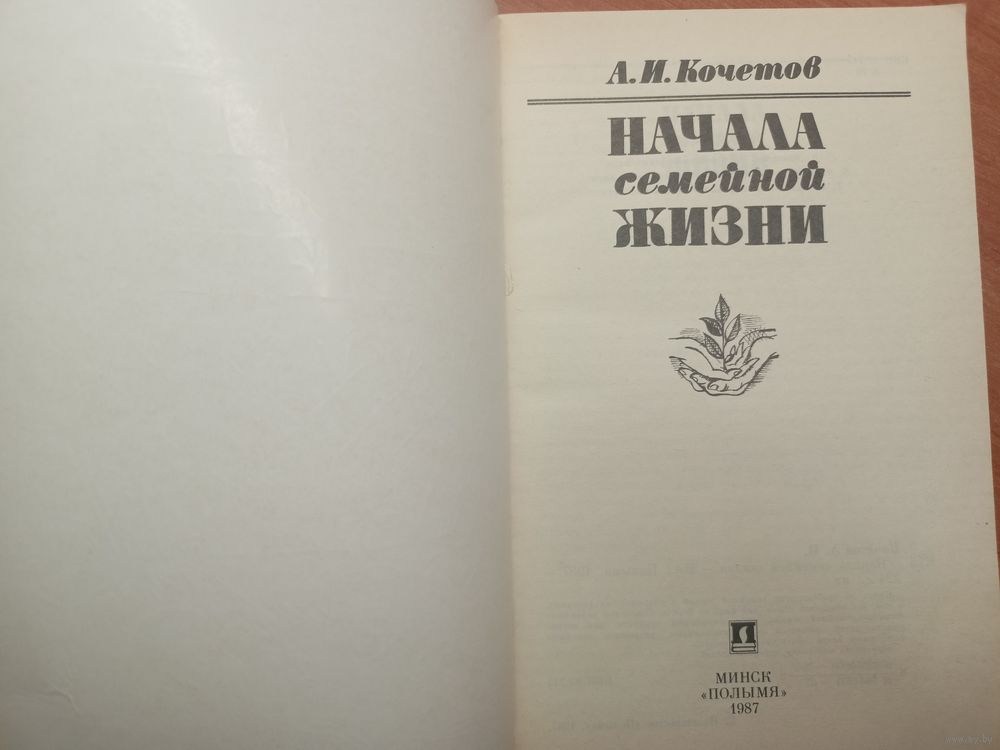 А.И.Кочетов
НАЧАЛА
семейной
ЖИЗНИ
МИНСК
«ПОЛЫМЯ»
1987